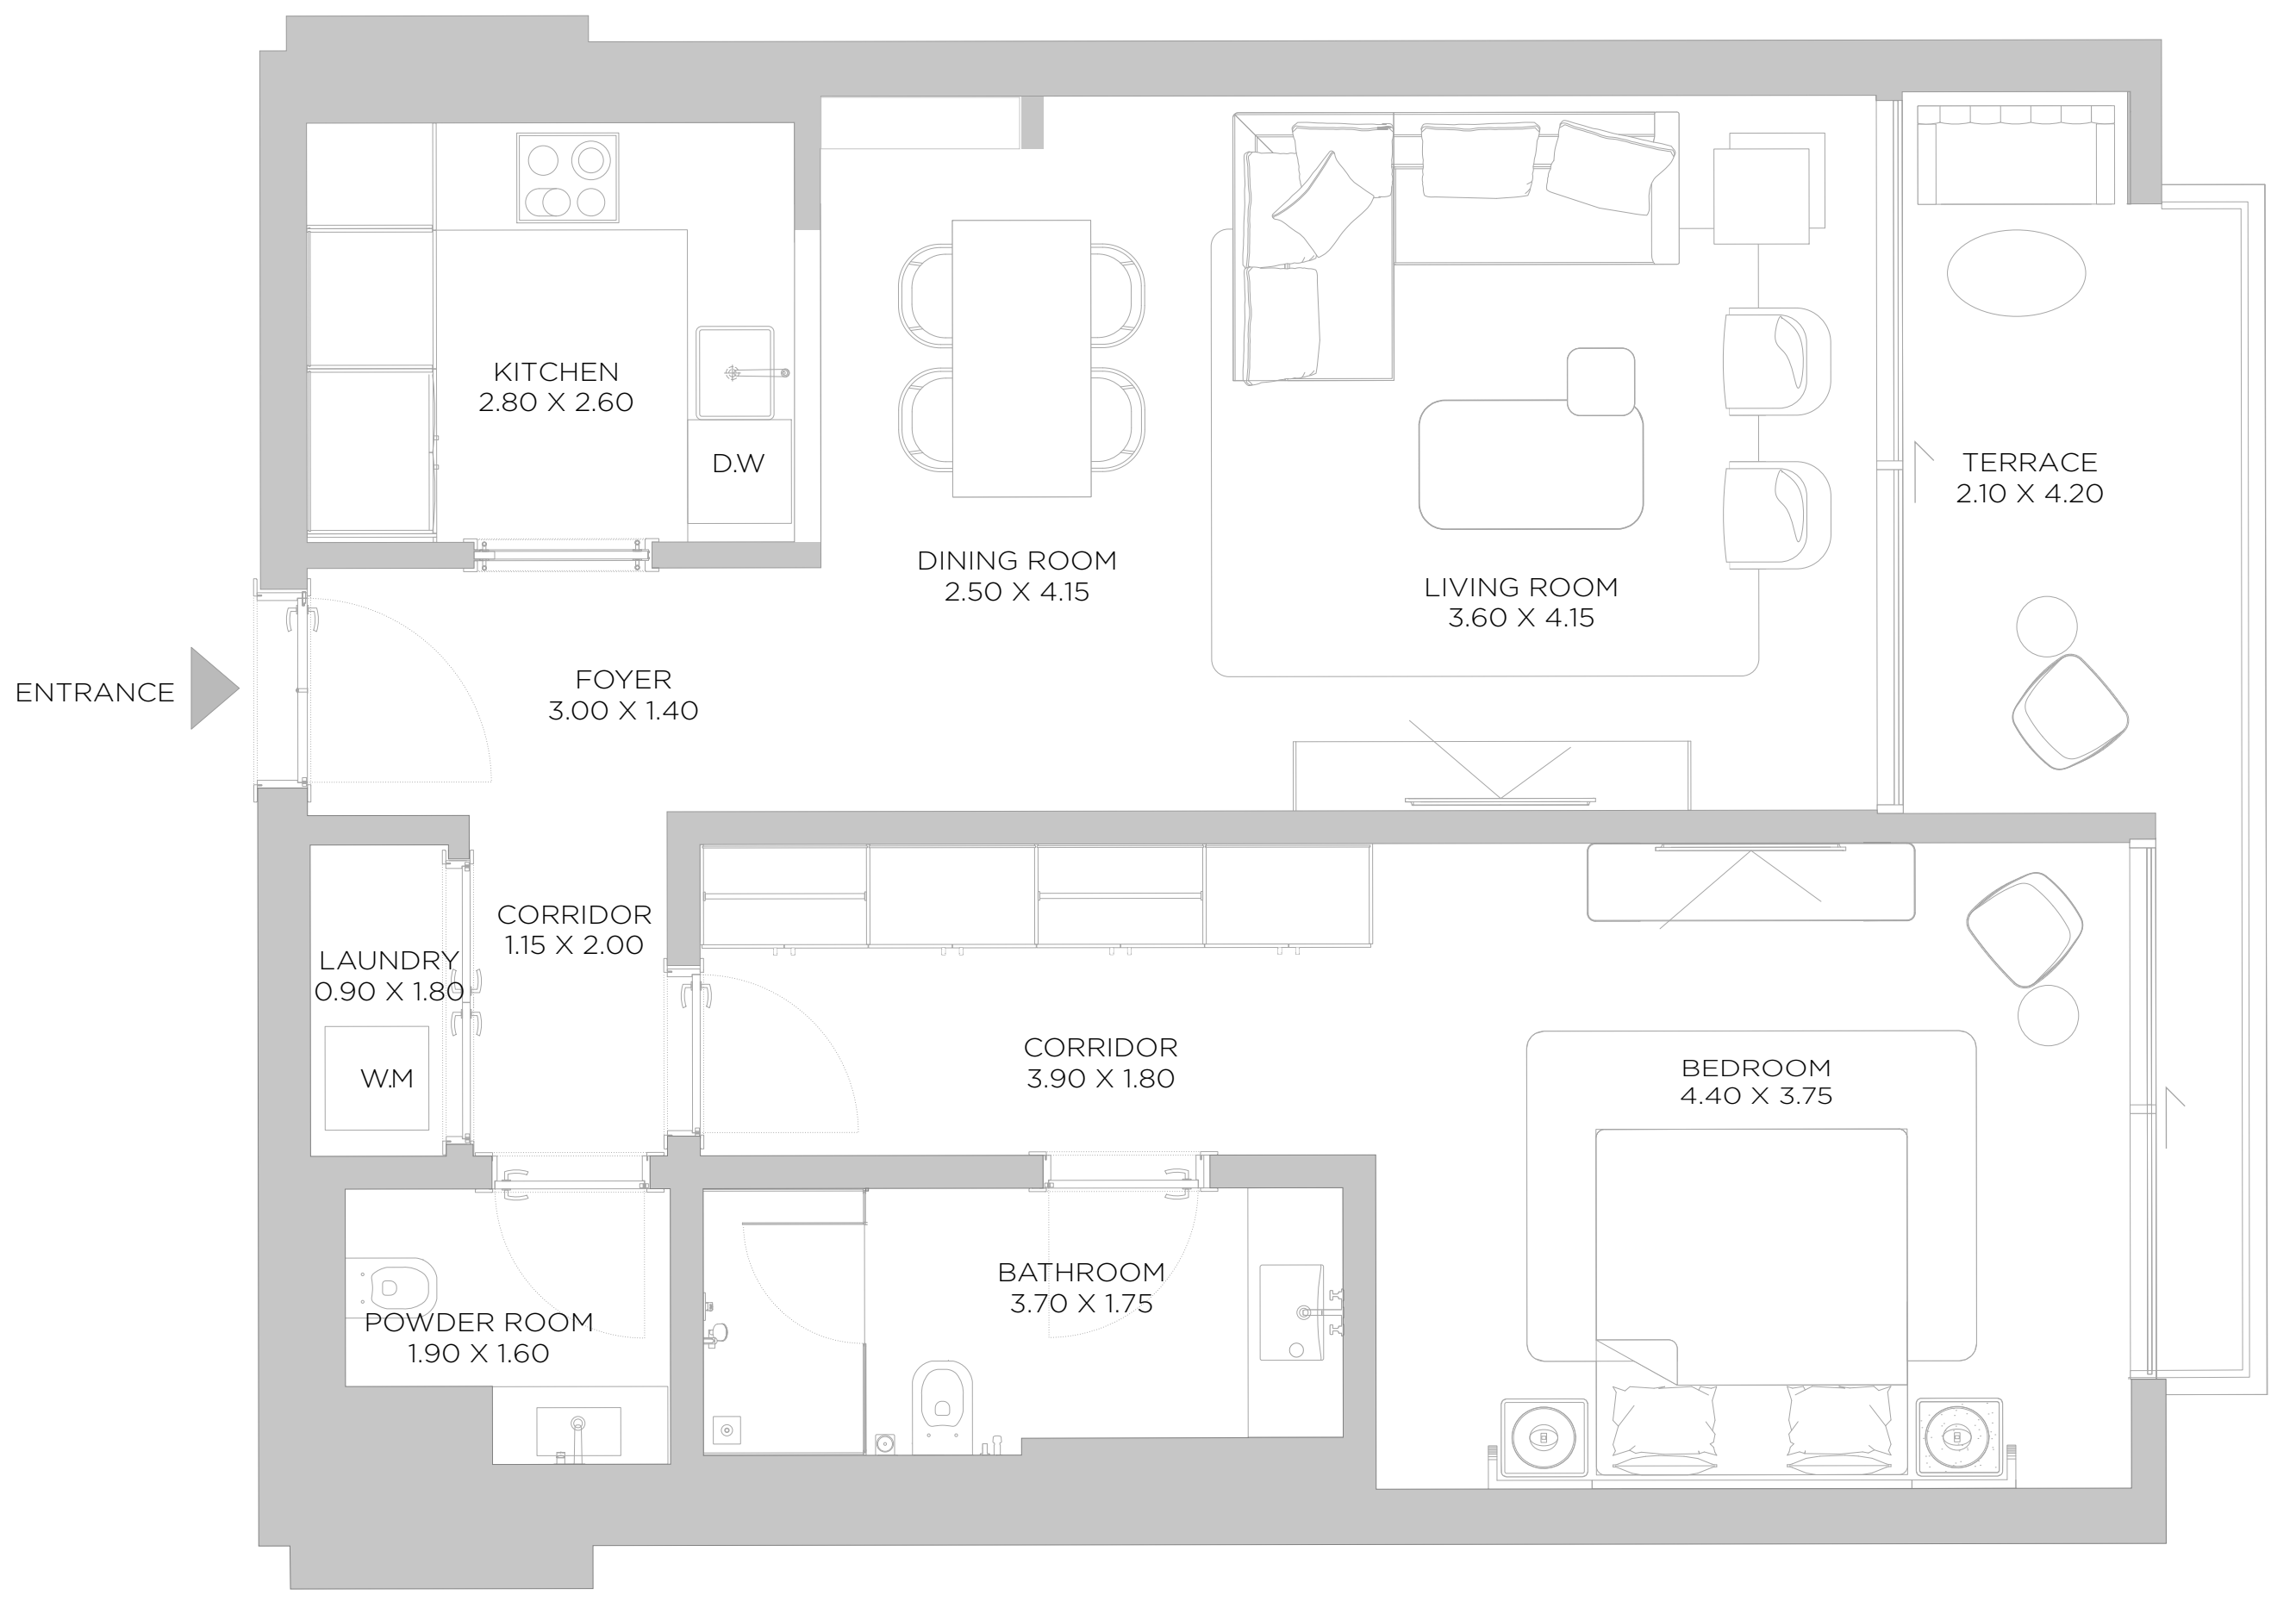 KITCHEN
2.80 X 2.60
D.W
TERRACE
2.10 X 4.20
DINING ROOM
2.50 X 4.15
LIVING ROOM
3.60 X 4.15
ENTRANCE
FOYER
3.00 X 1.40
CORRIDOR
1.15 X 2.00
LAUNDRY
0.90 X 1.80
W.M
CORRIDOR
3.90 X 1.80
BEDROOM
4.40 X 3.75
BATHROOM
3.70 X 1.75
POWDER ROOM
1.90 X 1.60